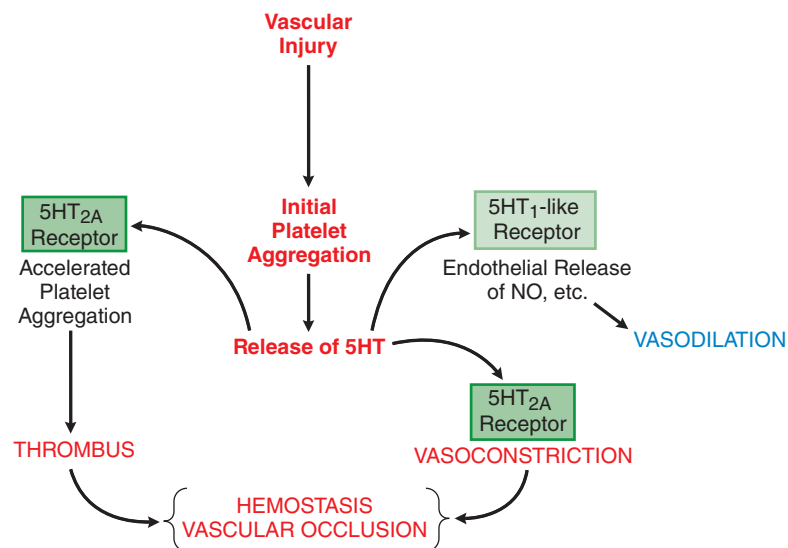 Vascular
Injury
Initial
Platelet
Aggregation
Release of 5HT
5HT2A
Receptor
Accelerated
Platelet
Aggregation
THROMBUS
5HT1-like
Receptor
Endothelial Release
of NO, etc.
VASODILATION
5HT2A
Receptor
VASOCONSTRICTION
HEMOSTASIS
VASCULAR OCCLUSION